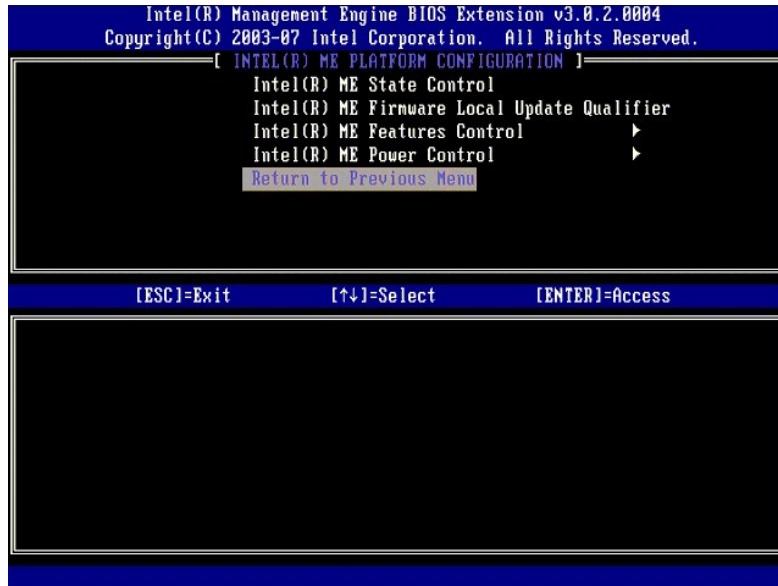 Intel(R) Management Engine BIOS Extension v3.0.2.0004
Copyright(C) 2003-07 Intel Corporation. All Rights Reserved.
[ INTEL(R) ME PLATFORM CONFIGURATION ]
Intel(R) ME State Control
Intel(R) ME Firmware Local Update Qualifier
Intel(R) ME Features Control ►
Intel(R) ME Power Control ►
Return to Previous Menu
[ESC]=Exit [↑↓]=Select [ENTER]=Access